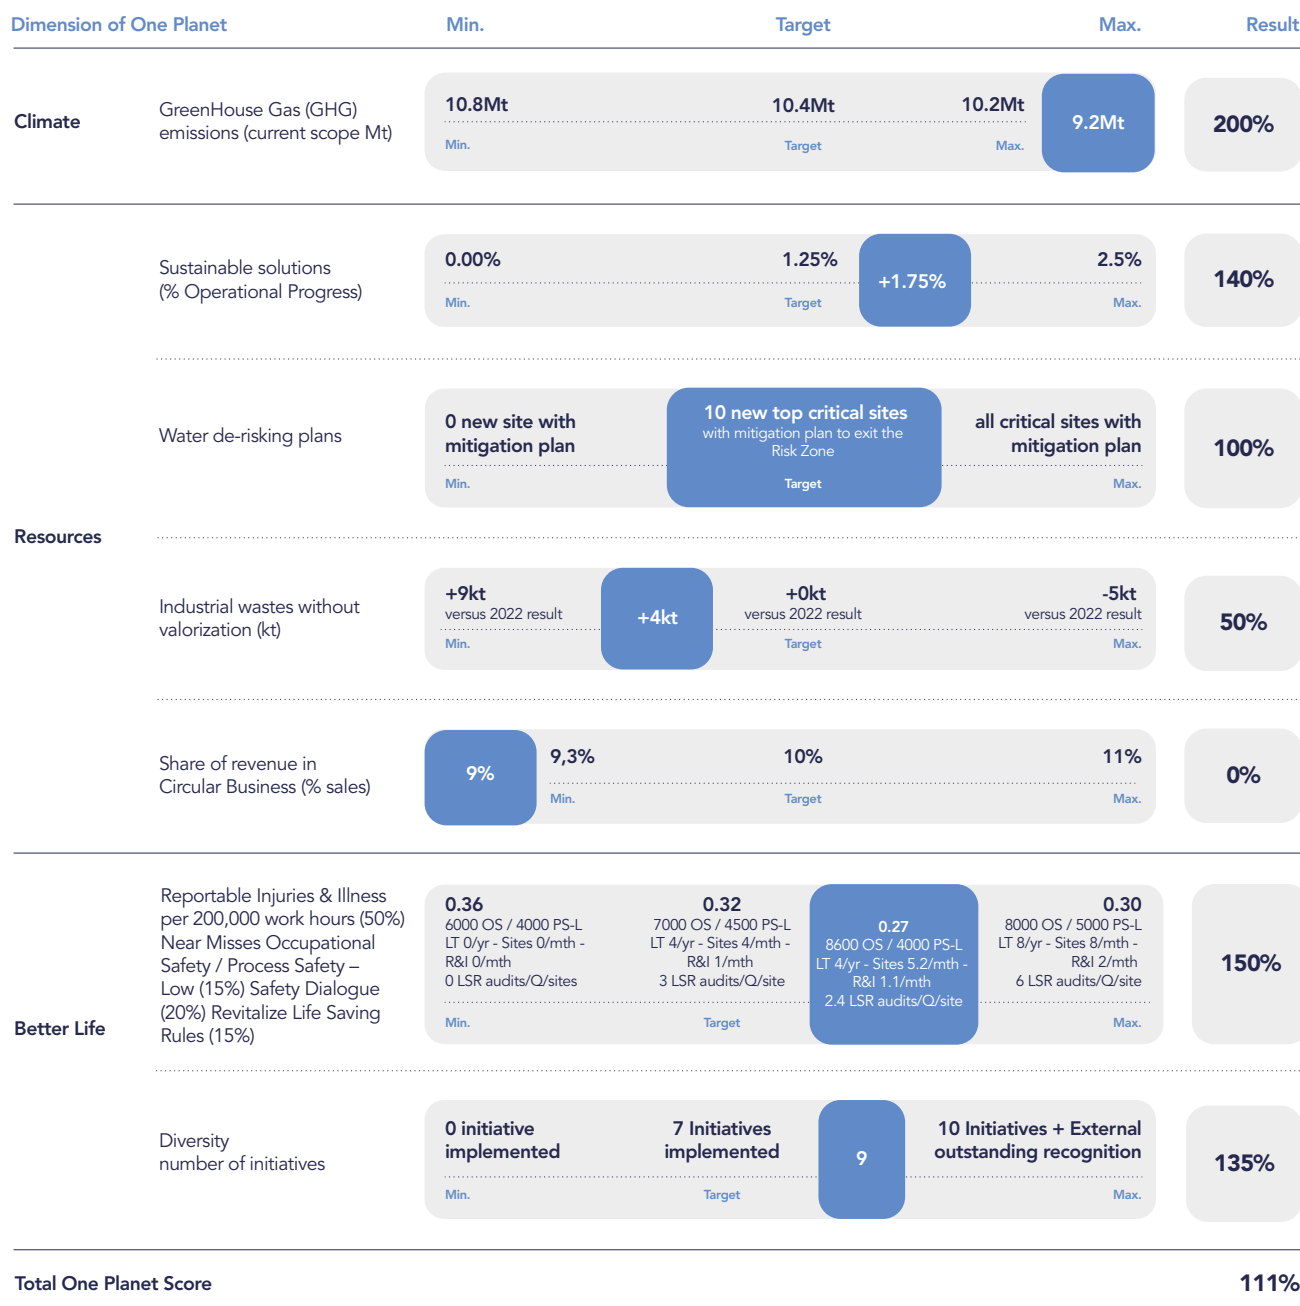 Dimension of One Planet Min. Target Max. Result
Climate
GreenHouse Gas (GHG)
emissions (current scope Mt)
10.8Mt 10.4Mt 10.2Mt
Min. Target Max.
9.2Mt
200%
Resources
Sustainable solutions
(% Operational Progress)
0.00% 1.25% 2.5%
Min. Target Max.
+1.75%
140%
Water de-risking plans
0 new site with
mitigation plan
Min.
10 new top critical sites
with mitigation plan to exit the
Risk Zone
Target
all critical sites with
mitigation plan
Max.
100%
Industrial wastes without
valorization (kt)
+9kt
versus 2022 result
Min.
+4kt
+0kt
versus 2022 result
Target
-5kt
versus 2022 result
Max.
50%
Share of revenue in
Circular Business (% sales)
9%
9,3% 10% 11%
Min. Target Max.
0%
Better Life
Reportable Injuries & Illness
per 200,000 work hours (50%)
Near Misses Occupational
Safety / Process Safety –
Low (15%) Safety Dialogue
(20%) Revitalize Life Saving
Rules (15%)
0.36
6000 OS / 4000 PS-L
LT 0/yr - Sites 0/mth -
R&I 0/mth
0 LSR audits/Q/sites
Min.
0.32
7000 OS / 4500 PS-L
LT 4/yr - Sites 4/mth -
R&I 1/mth
3 LSR audits/Q/site
Target
0.27
8600 OS / 4000 PS-L
LT 4/yr - Sites 5.2/mth -
R&I 1.1/mth
2.4 LSR audits/Q/site
0.30
8000 OS / 5000 PS-L
LT 8/yr - Sites 8/mth -
R&I 2/mth
6 LSR audits/Q/site
Max.
150%
Diversity
number of initiatives
0 initiative
implemented
Min.
7 Initiatives
implemented
Target
9
10 Initiatives + External
outstanding recognition
Max.
135%
Total One Planet Score 111%